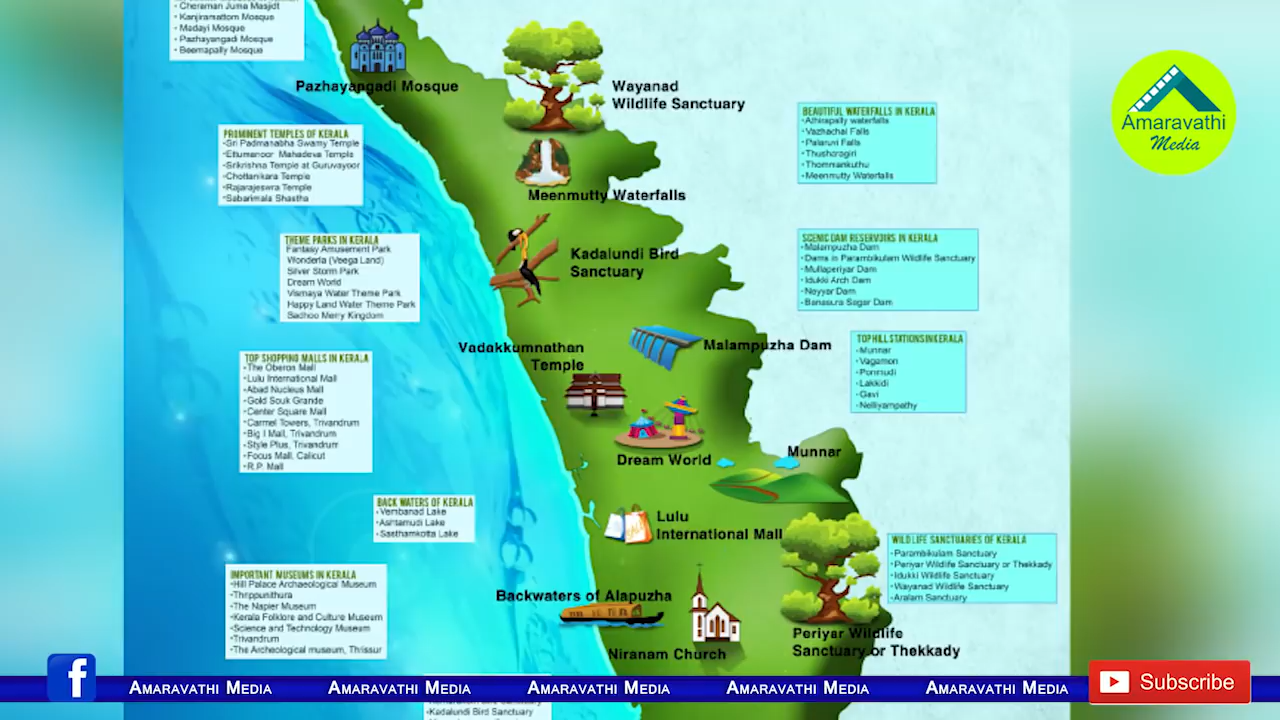 Cheraman Juma Masjid
• Kanjiramattom Mosque
• Madayi Mosque
• Pazhayangadi Mosque
• Beemapally Mosque
Pazhayangadi Mosque
Wayanad
Wildlife Sanctuary
BEAUTIFUL WATERFALLS IN KERALA
• Athirapally waterfalls
• Vazhachal Falls
• Palaruvi Falls
• Thusharagiri
• Thommankuthu
• Meenmutty Waterfalls
Amaravathi
Media
PROMINENT TEMPLES OF KERALA
• Sri Padmanabha Swamy Temple
• Ettumanoor Mahadeva Temple
• Srikrishna Temple at Guruvayoor
• Chottanikara Temple
• Rajarajeswra Temple
• Sabarimala Shastha
Meenmutty Waterfalls
THEME PARKS IN KERALA
Fantasy Amusement Park
Wonderla (Veega Land)
Silver Storm Park
Dream World
Vismaya Water Theme Park
Happy Land Water Theme Park
Sadhoo Merry Kingdom
Kadalundi Bird
Sanctuary
SCENIC DAM RESERVOIRS IN KERALA
• Malampuzha Dam
• Dams in Parambikulam Wildlife Sanctuary
• Mullaperiyar Dam
• Idukki Arch Dam
• Neyyar Dam
• Banasura Sagar Dam
Vadakkumnathan
Temple
Malampuzha Dam
TOP HILL STATIONS IN KERALA
• Munnar
• Vagamon
• Ponmudi
• Lakkidi
• Gavi
• Nelliyampathy
TOP SHOPPING MALLS IN KERALA
• The Oberon Mall
• Lulu International Mall
• Abad Nucleus Mall
• Gold Souk Grande
• Center Square Mall
• Carmel Towers, Trivandrum
• Big I Mall, Trivandrum
• Style Plus, Trivandrum
• Focus Mall, Calicut
• R.P. Mall
Dream World
Munnar
BACK WATERS OF KERALA
• Vembanad Lake
• Ashtamudi Lake
• Sasthamkotta Lake
Lulu
International Mall
WILD LIFE SANCTUARIES OF KERALA
• Parambikulam Sanctuary
• Periyar Wildlife Sanctuary or Thekkady
• Idukki Wildlife Sanctuary
• Wayanad Wildlife Sanctuary
• Aralam Sanctuary
IMPORTANT MUSEUMS IN KERALA
• Hill Palace Archaeological Museum
• Thrippunithura
• The Napier Museum
• Kerala Folklore and Culture Museum
• Science and Technology Museum
• Trivandrum
• The Archeological museum, Thrissur
Backwaters of Alapuzha
Niranam Church
Periyar Wildlife
Sanctuary or Thekkady
f
AMARAVATHI MEDIA AMARAVATHI MEDIA AMARAVATHI MEDIA AMARAVATHI MEDIA AMARAVATHI MEDIA
Subscribe
• Kadalundi Bird Sanctuary